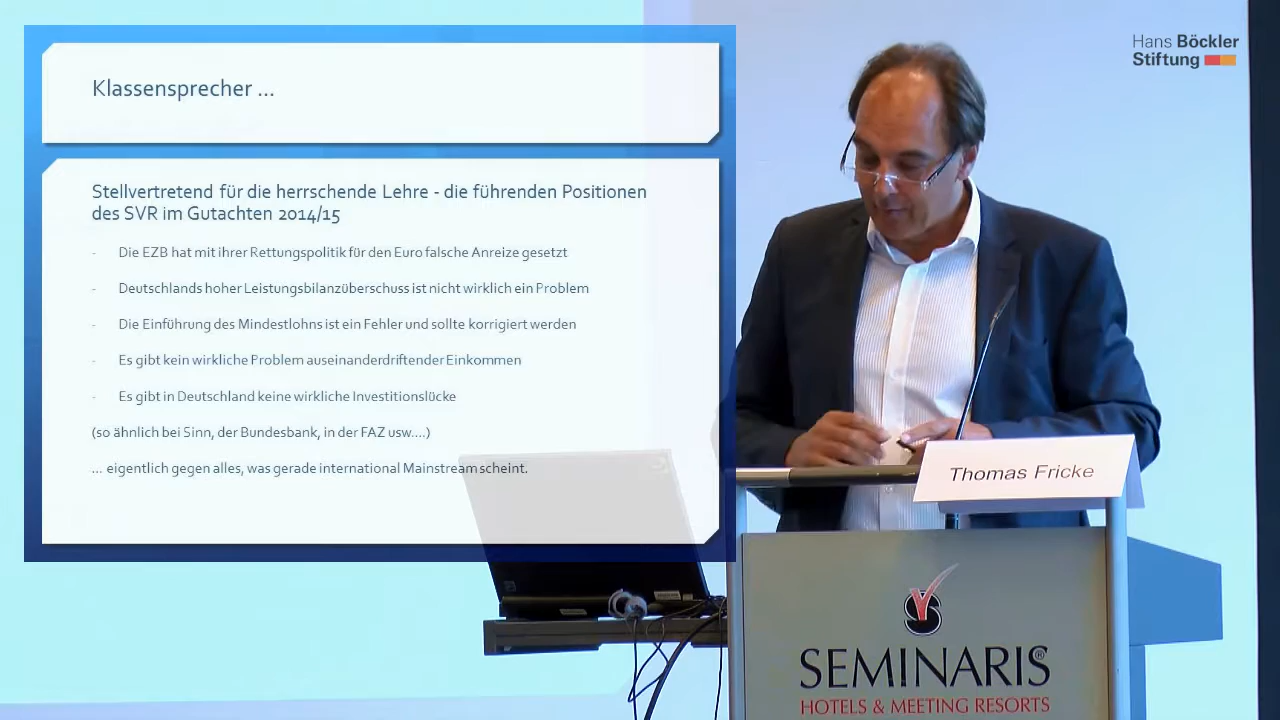 Klassensprecher ...
Stellvertretend für die herrschende Lehre - die führenden Positionen
des SVR im Gutachten 2014/15
- Die EZB hat mit ihrer Rettungspolitik für den Euro falsche Anreize gesetzt
- Deutschlands hoher Leistungsbilanzüberschuss ist nicht wirklich ein Problem
- Die Einführung des Mindestlohns ist ein Fehler und sollte korrigiert werden
- Es gibt kein wirkliche Problem auseinanderdriftender Einkommen
- Es gibt in Deutschland keine wirkliche Investitionslücke
(so ähnlich bei Sinn, der Bundesbank, in der FAZ usw....)
... eigentlich gegen alles, was gerade international Mainstream scheint.
Hans Böckler
Stiftung
Thomas Fricke
SEMINARIS®
HOTELS & MEETING RESORTS